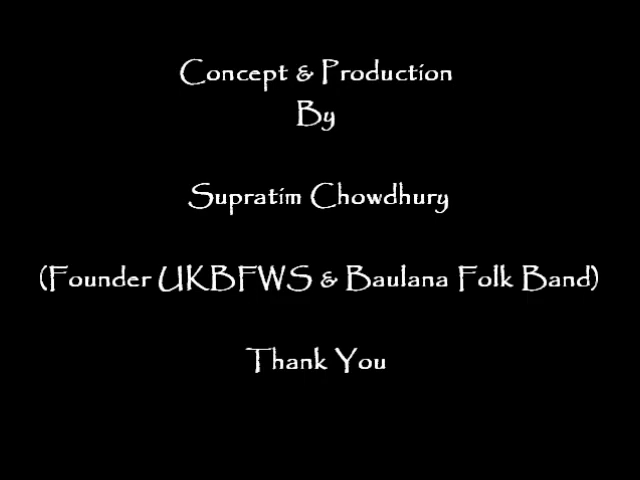 Concept & Production
By
Supratim Chowdhury
(Founder UKBFWS & Baulana Folk Band)
Thank You